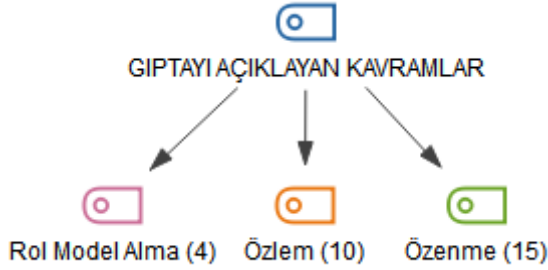 GIPTAYI AÇIKLAYAN KAVRAMLAR
Rol Model Alma (4) Özlem (10) Özenme (15)